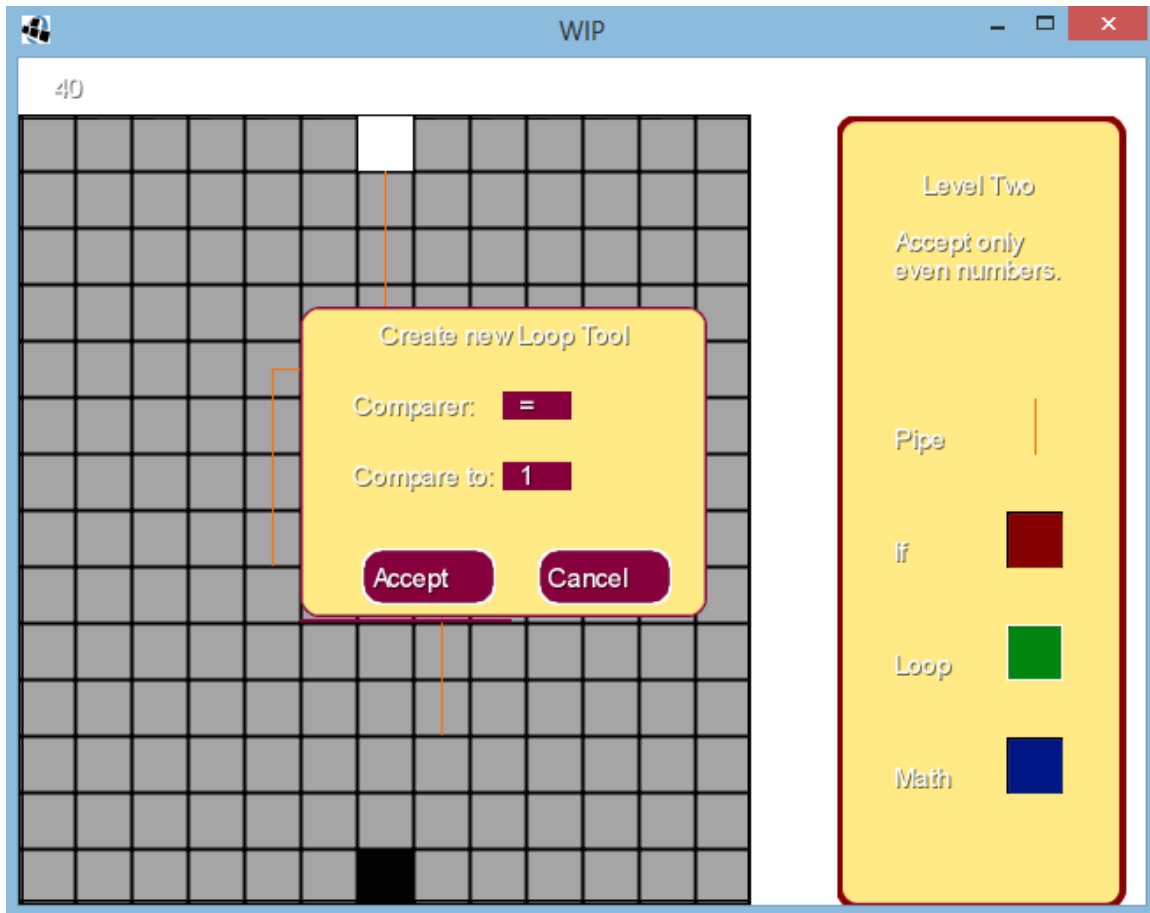 WIP
40
Create new Loop Tool
Comparer: =
Compare to: 1
Accept Cancel
Level Two
Accept only
even numbers.
Pipe
If
Loop
Math